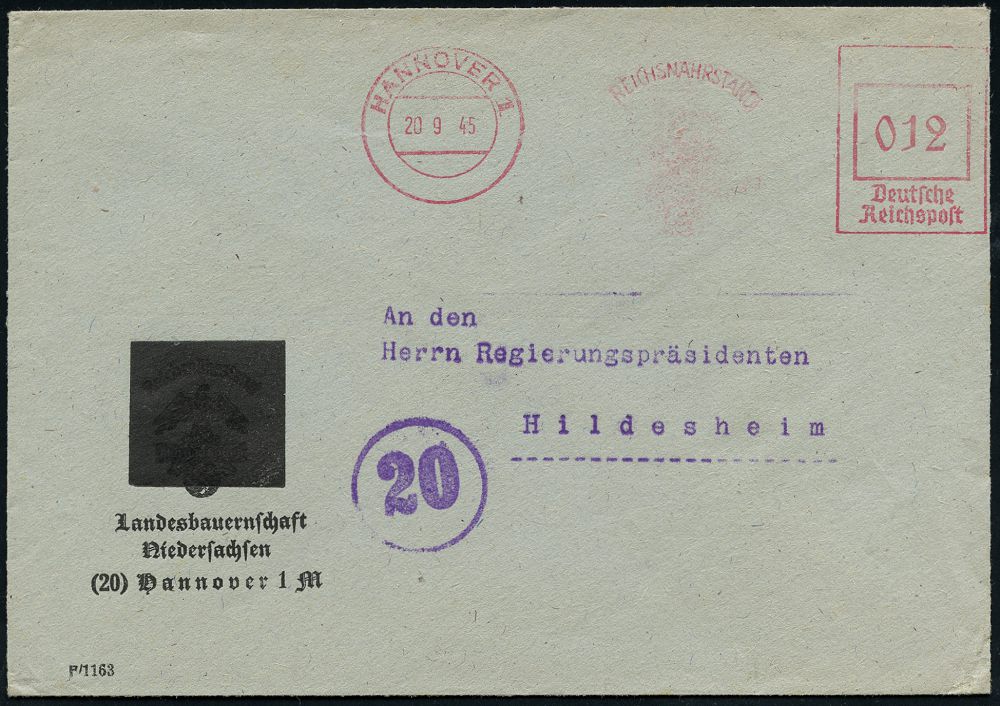 HANNOVER 1
20 9 45
REICHSNÄHRSTAND
012
Deutsche
Reichspost
An den
Herrn Regierungspräsidenten
Hildesheim
20
Landesbauernschaft
Niedersachsen
(20) Hannover 1 M
F/1163